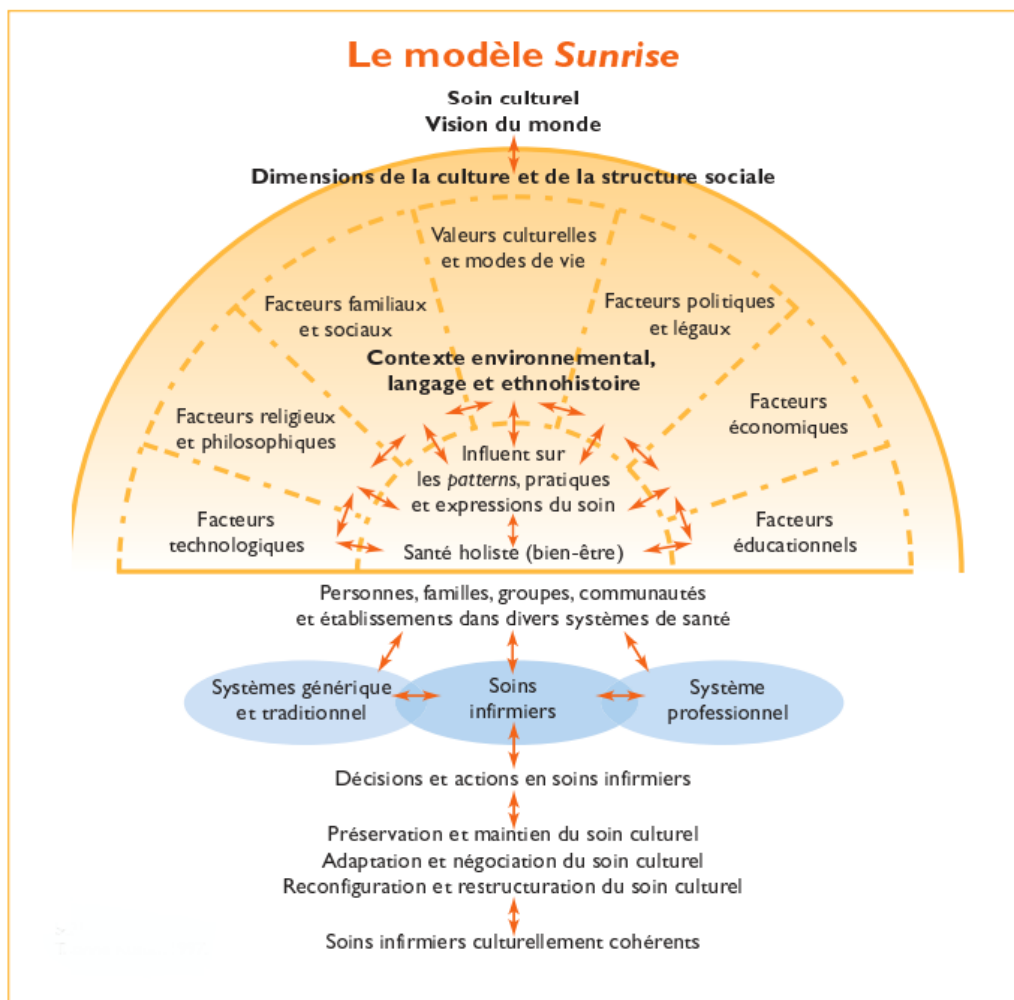 Le modèle Sunrise
Soin culturel
Vision du monde
Dimensions de la culture et de la structure sociale
Valeurs culturelles
et modes de vie
Facteurs familiaux
et sociaux
Facteurs politiques
et légaux
Contexte environnemental,
langage et ethnohistoire
Facteurs religieux
et philosophiques
Facteurs
économiques
Influent sur
les patterns, pratiques
et expressions du soin
Facteurs
technologiques
Santé holiste (bien-être)
Facteurs
éducationnels
Personnes, familles, groupes, communautés
et établissements dans divers systèmes de santé
Systèmes générique
et traditionnel
Soins
infirmiers
Système
professionnel
Décisions et actions en soins infirmiers
Préservation et maintien du soin culturel
Adaptation et négociation du soin culturel
Reconfiguration et restructuration du soin culturel
Soins infirmiers culturellement cohérents